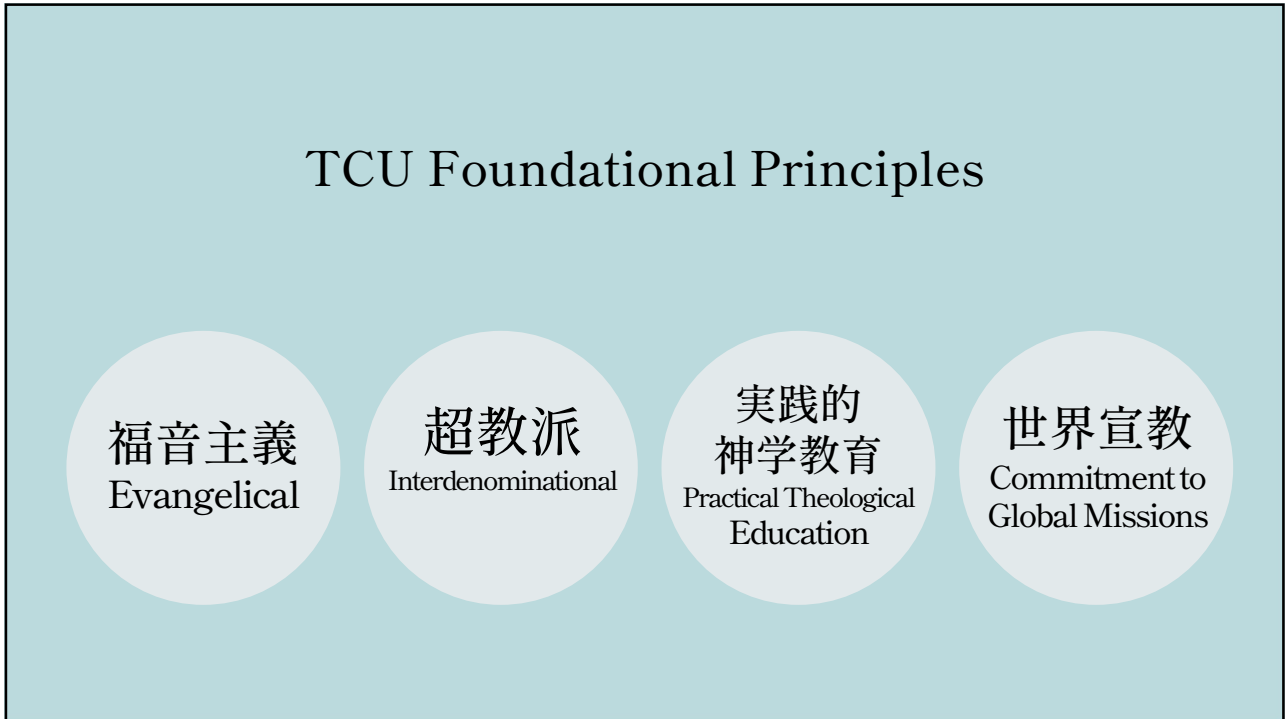 TCU Foundational Principles
福音主義
Evangelical
超教派
Interdenominational
実践的
神学教育
Practical Theological
Education
世界宣教
Commitment to
Global Missions